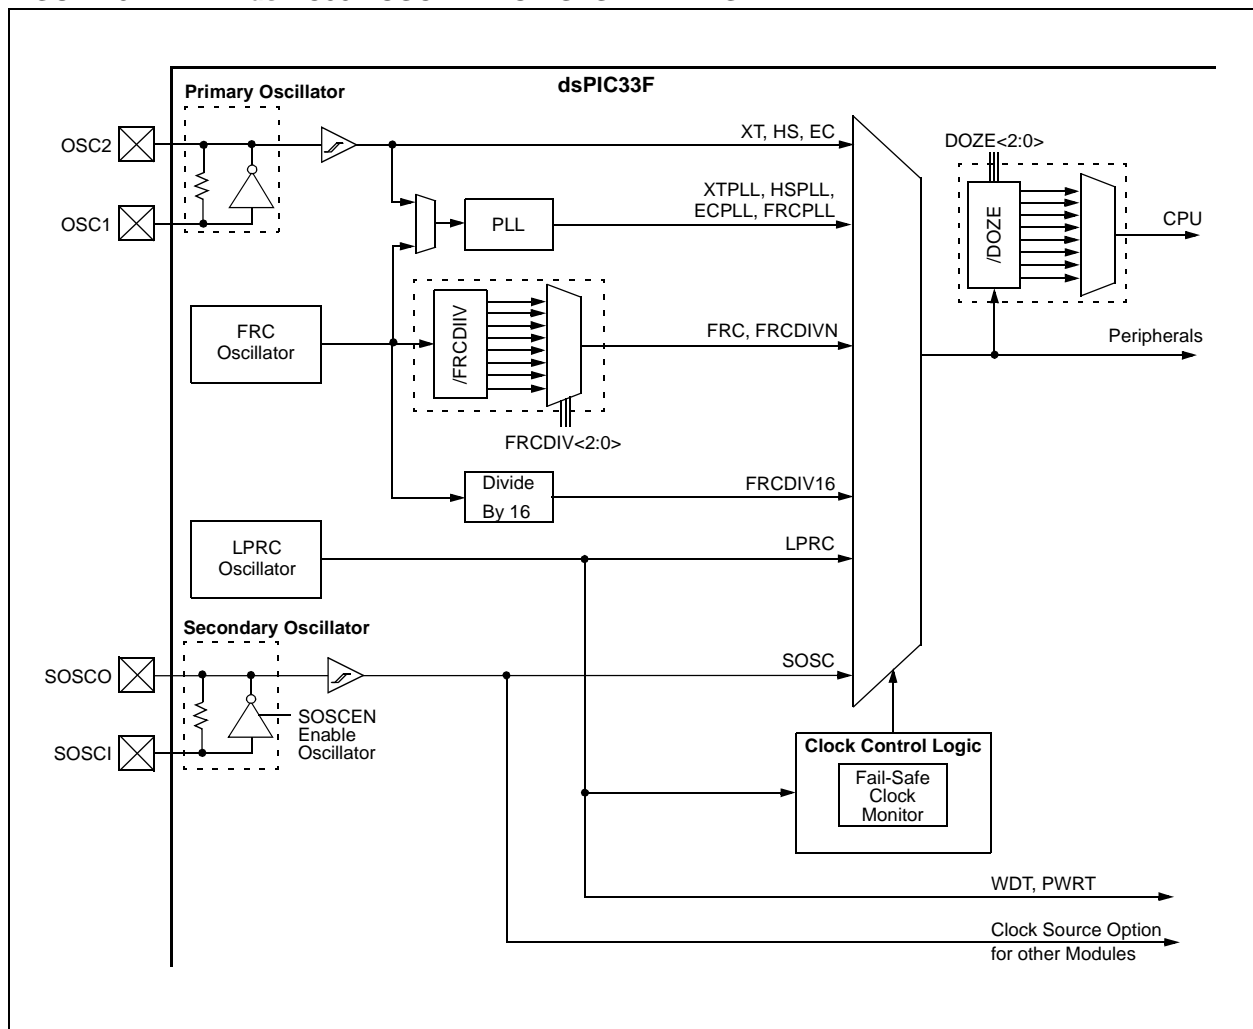 dsPIC33F
Primary Oscillator
OSC2
OSC1
XT, HS, EC
XTPLL, HSPLL,
ECPLL, FRCPLL
PLL
DOZE<2:0>
/DOZE
CPU
Peripherals
FRC
Oscillator
/FRCDIIV
FRC, FRCDIVN
FRCDIV<2:0>
Divide
By 16
FRCDIV16
LPRC
Oscillator
LPRC
Secondary Oscillator
SOSCO
SOSCI
SOSCEN
Enable
Oscillator
SOSC
Clock Control Logic
Fail-Safe
Clock
Monitor
WDT, PWRT
Clock Source Option
for other Modules